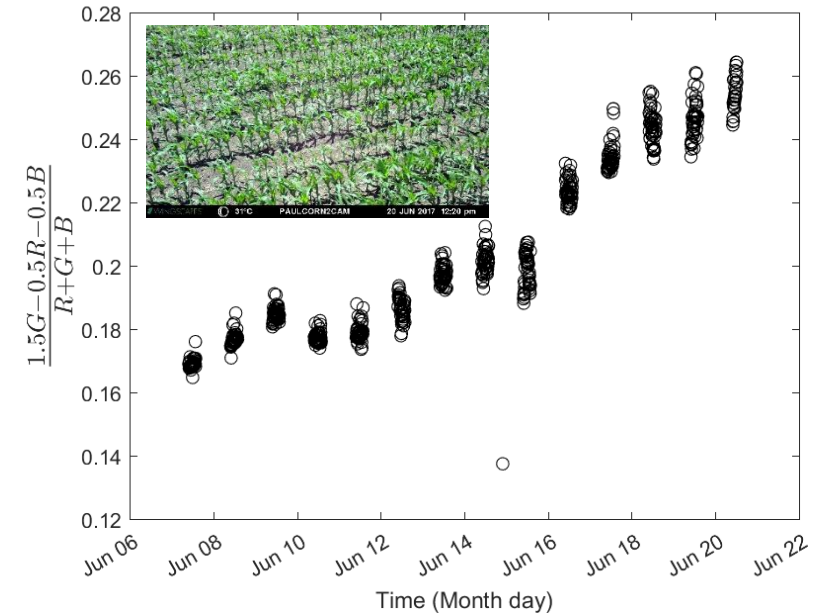 0.28
0.26
0.24
0.22
0.2
0.18
0.16
0.14
0.12
1.5G−0.5R−0.5B
R+G+B
31°C PAULCORN2CAM 20 JUN 2017 12:20 pm
Jun 06
Jun 08
Jun 10
Jun 12
Jun 14
Jun 16
Jun 18
Jun 20
Jun 22
Time (Month day)